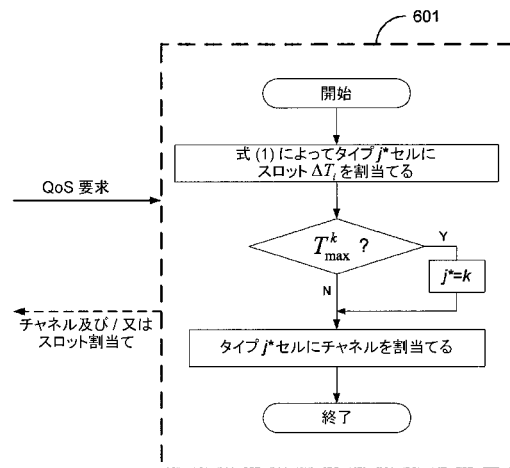 601
開始
式 (1) によってタイプ j* セルに
スロット ΔTᵢ を割当てる
QoS 要求
T^k_max ?
Y
j*=k
N
チャネル及び / 又は
スロット割当て
タイプ j* セルにチャネルを割当てる
終了